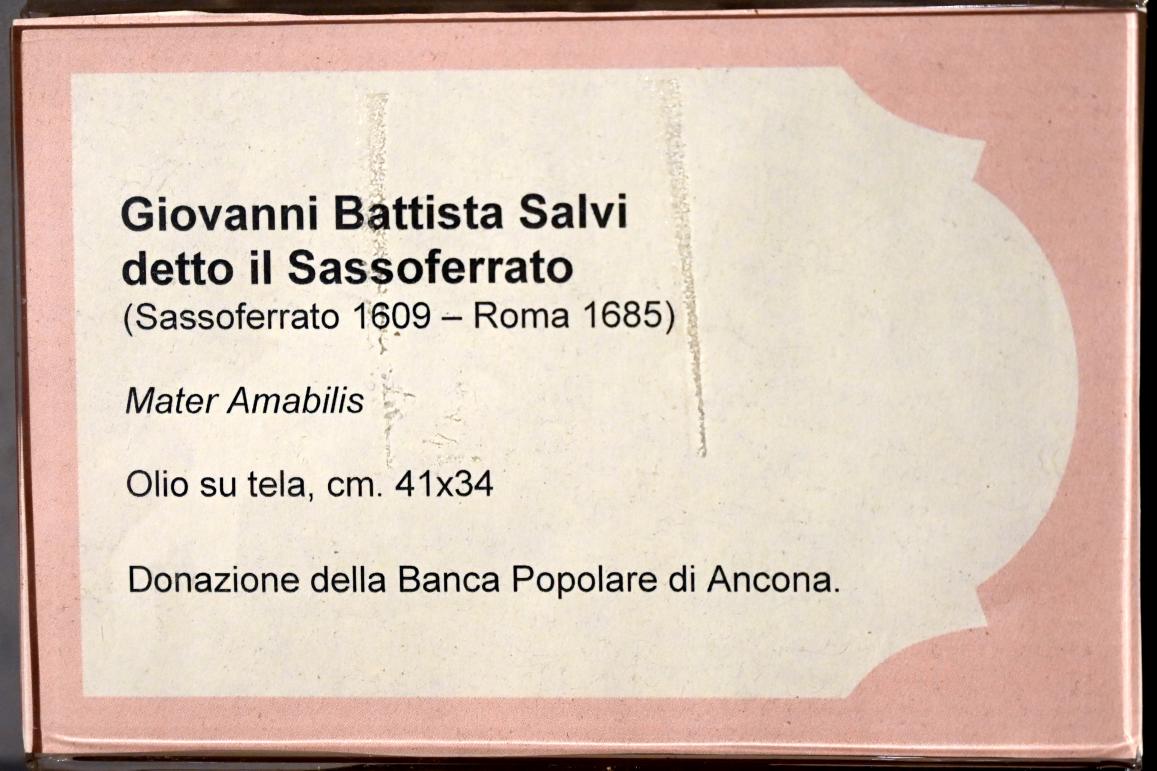 Giovanni Battista Salvi
detto il Sassoferrato
(Sassoferrato 1609 – Roma 1685)
Mater Amabilis
Olio su tela, cm. 41x34
Donazione della Banca Popolare di Ancona.